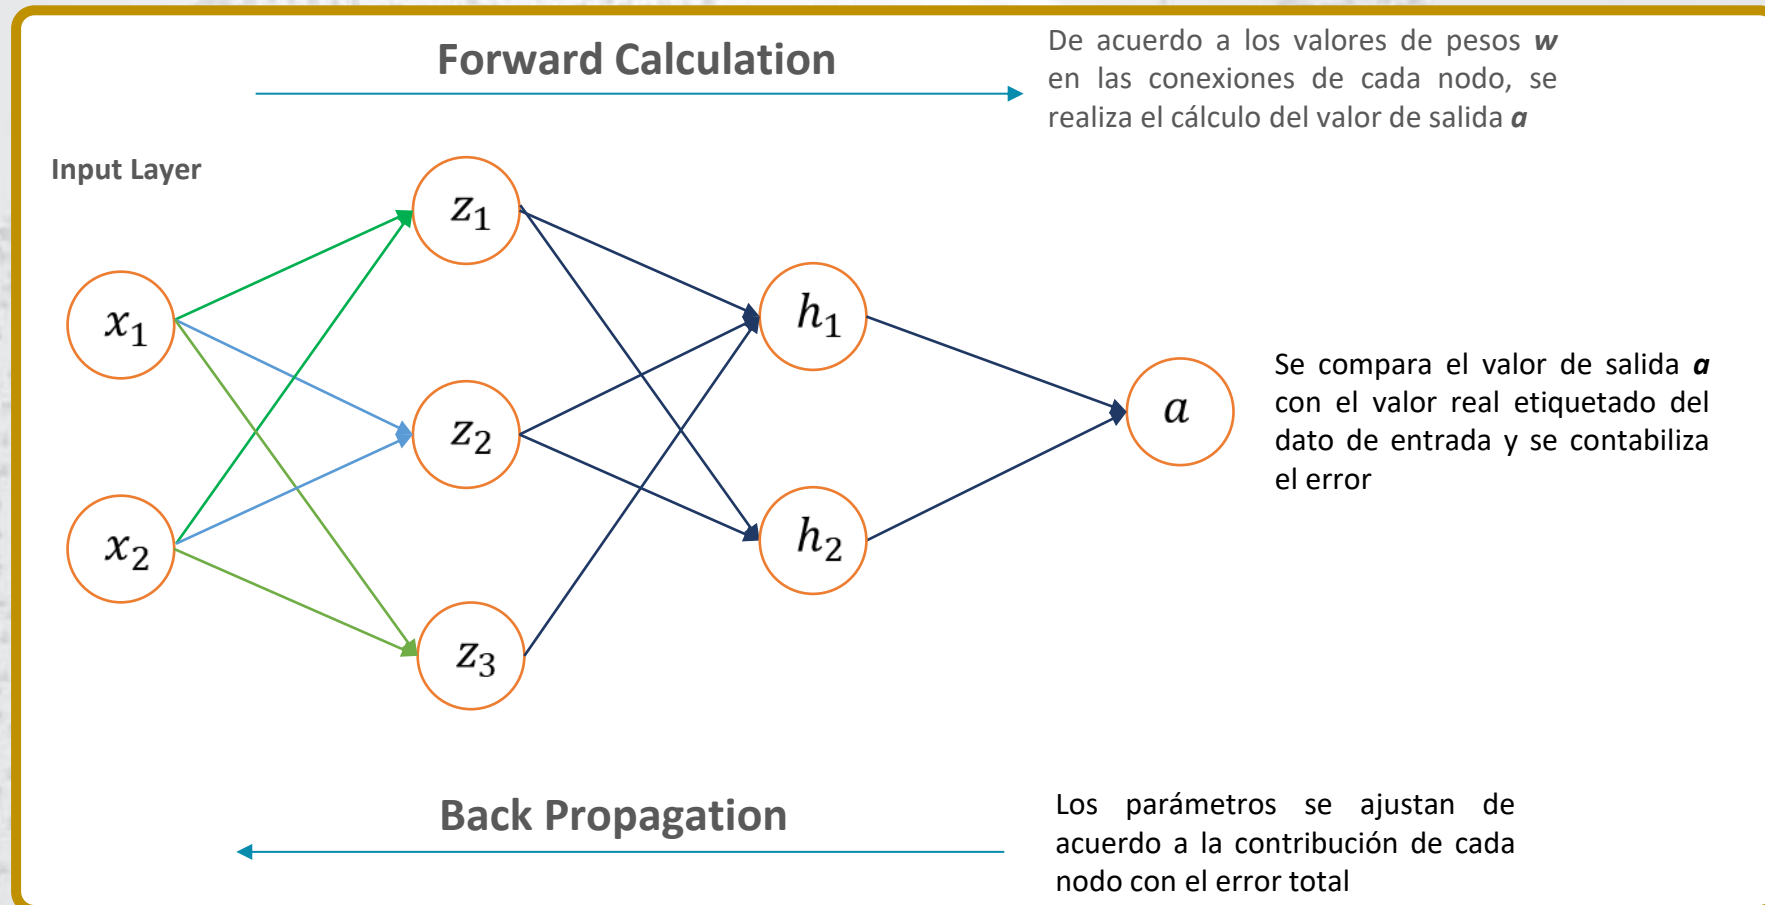 Forward Calculation
De acuerdo a los valores de pesos w
en las conexiones de cada nodo, se
realiza el cálculo del valor de salida a
Input Layer
z1
x1
h1
z2
a
Se compara el valor de salida a
con el valor real etiquetado del
dato de entrada y se contabiliza
el error
x2
h2
z3
Back Propagation
Los parámetros se ajustan de
acuerdo a la contribución de cada
nodo con el error total